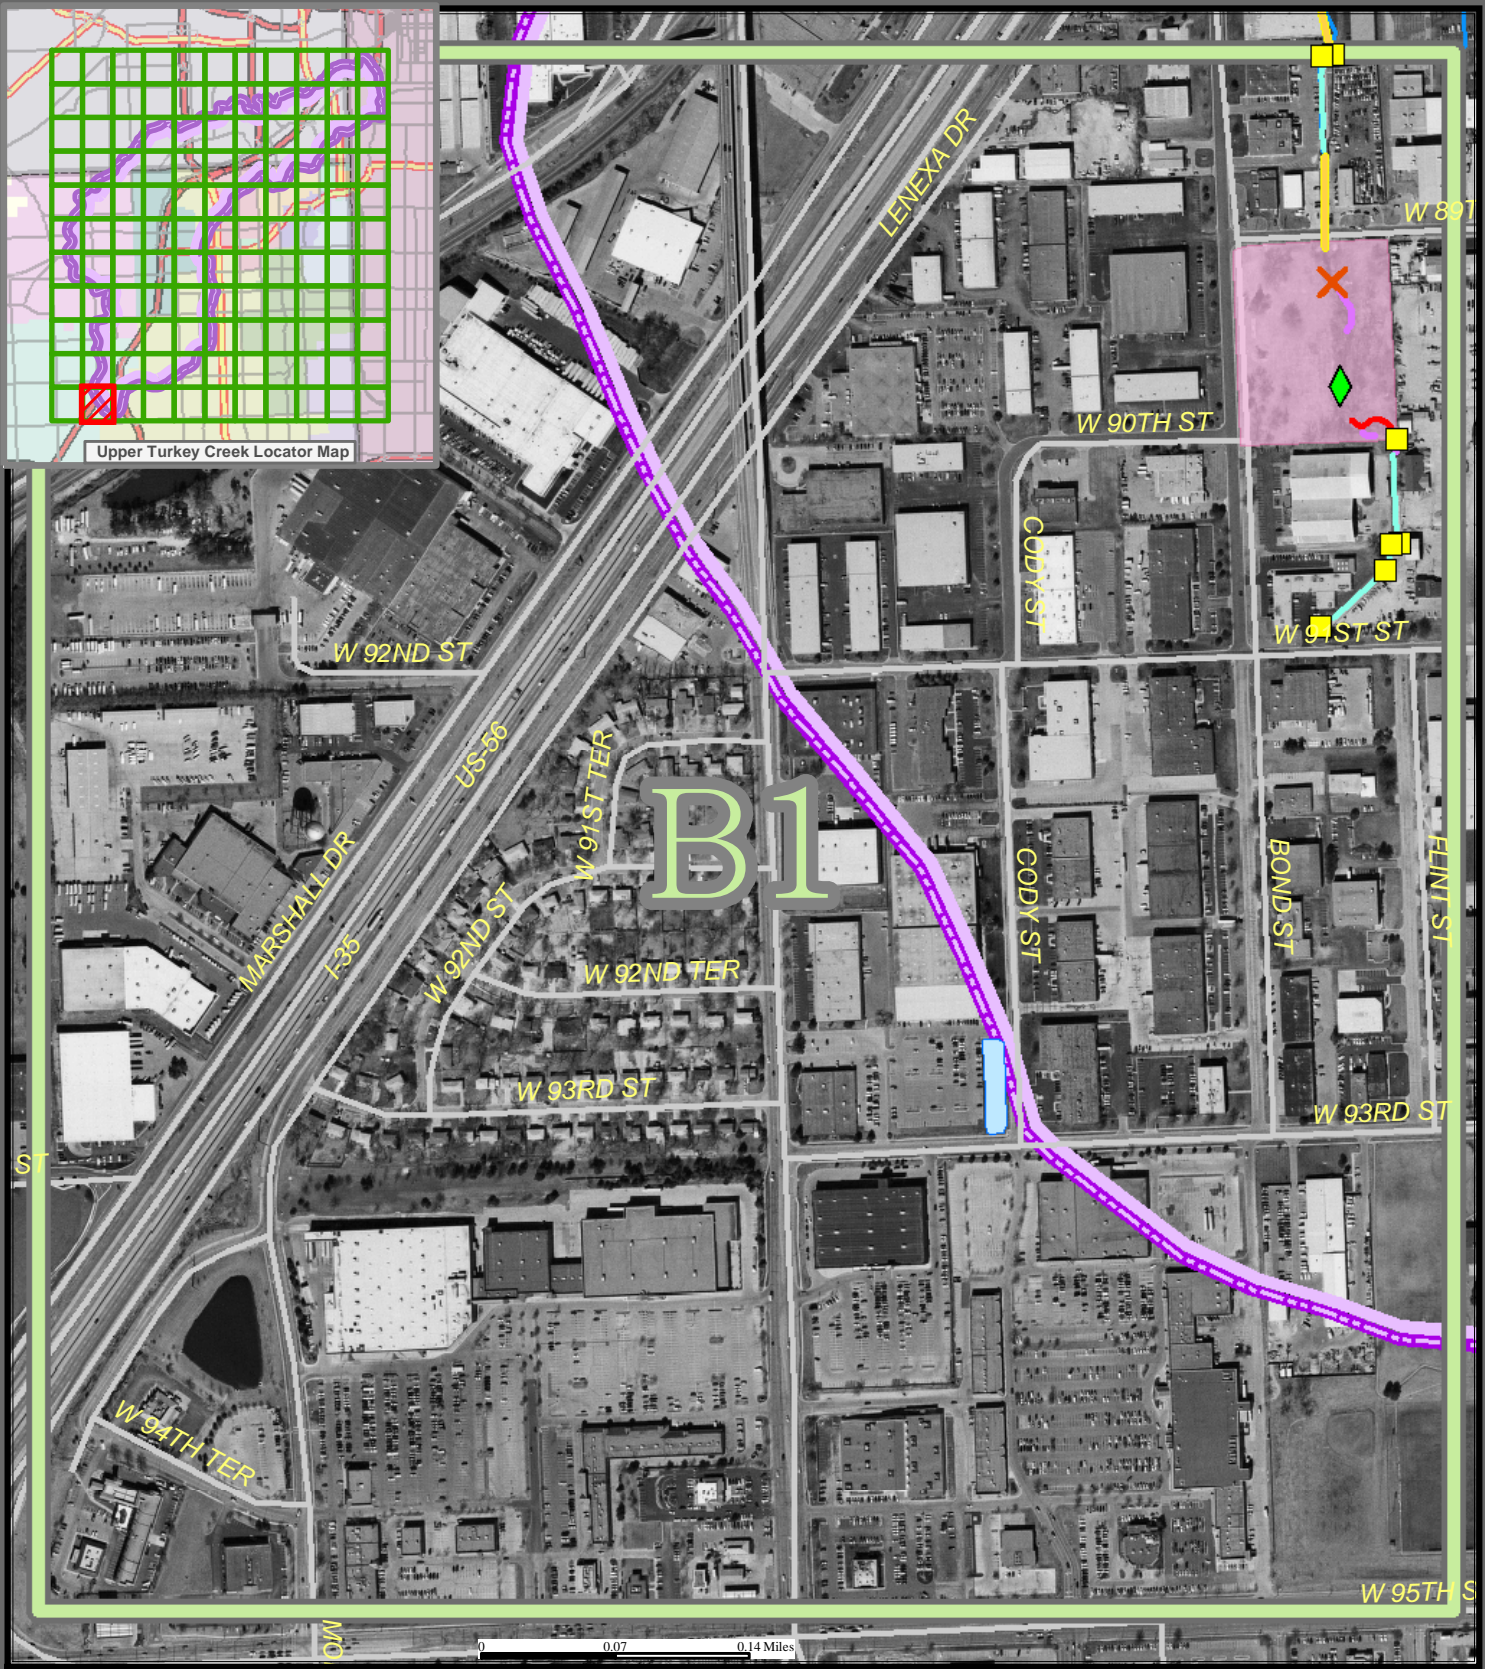 Upper Turkey Creek Locator Map
LENEXA DR
W 89T
W 90TH ST
CODY ST
W 91ST ST
W 92ND ST
US-56
W 91ST TER
B1
MARSHALL DR
I-35
W 92ND ST
W 92ND TER
CODY ST
BOND ST
FLINT ST
W 93RD ST
W 93RD ST
ST
W 94TH TER
W 95TH S
MO
0 0.07 0.14 Miles